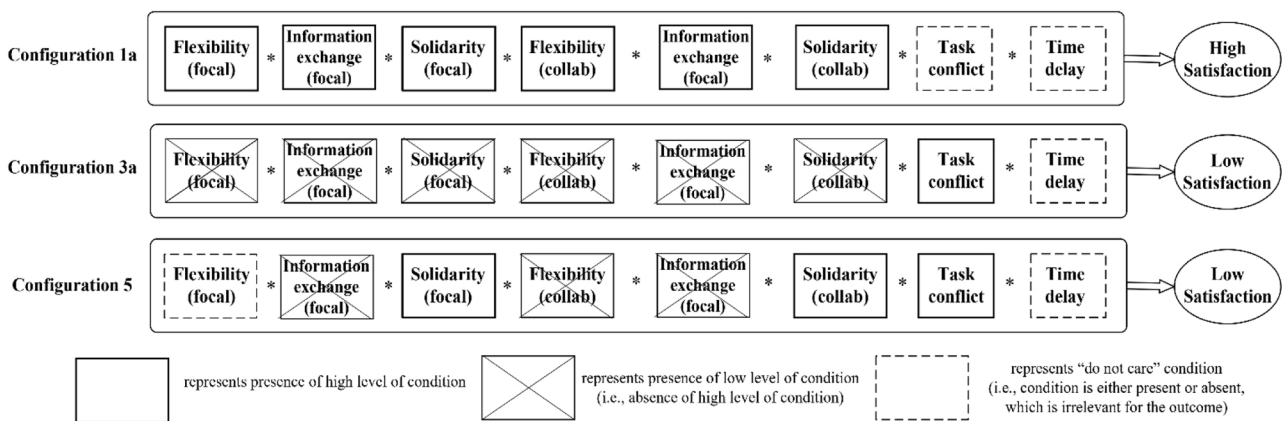 Configuration 1a
Flexibility
(focal)
*
Information
exchange
(focal)
*
Solidarity
(focal)
*
Flexibility
(collab)
*
Information
exchange
(focal)
*
Solidarity
(collab)
*
Task
conflict
*
Time
delay
High
Satisfaction
Configuration 3a
Flexibility
(focal)
*
Information
exchange
(focal)
*
Solidarity
(focal)
*
Flexibility
(collab)
*
Information
exchange
(focal)
*
Solidarity
(collab)
*
Task
conflict
*
Time
delay
Low
Satisfaction
Configuration 5
Flexibility
(focal)
*
Information
exchange
(focal)
*
Solidarity
(focal)
*
Flexibility
(collab)
*
Information
exchange
(focal)
*
Solidarity
(collab)
*
Task
conflict
*
Time
delay
Low
Satisfaction
represents presence of high level of condition
represents presence of low level of condition
(i.e., absence of high level of condition)
represents “do not care” condition
(i.e., condition is either present or absent,
which is irrelevant for the outcome)